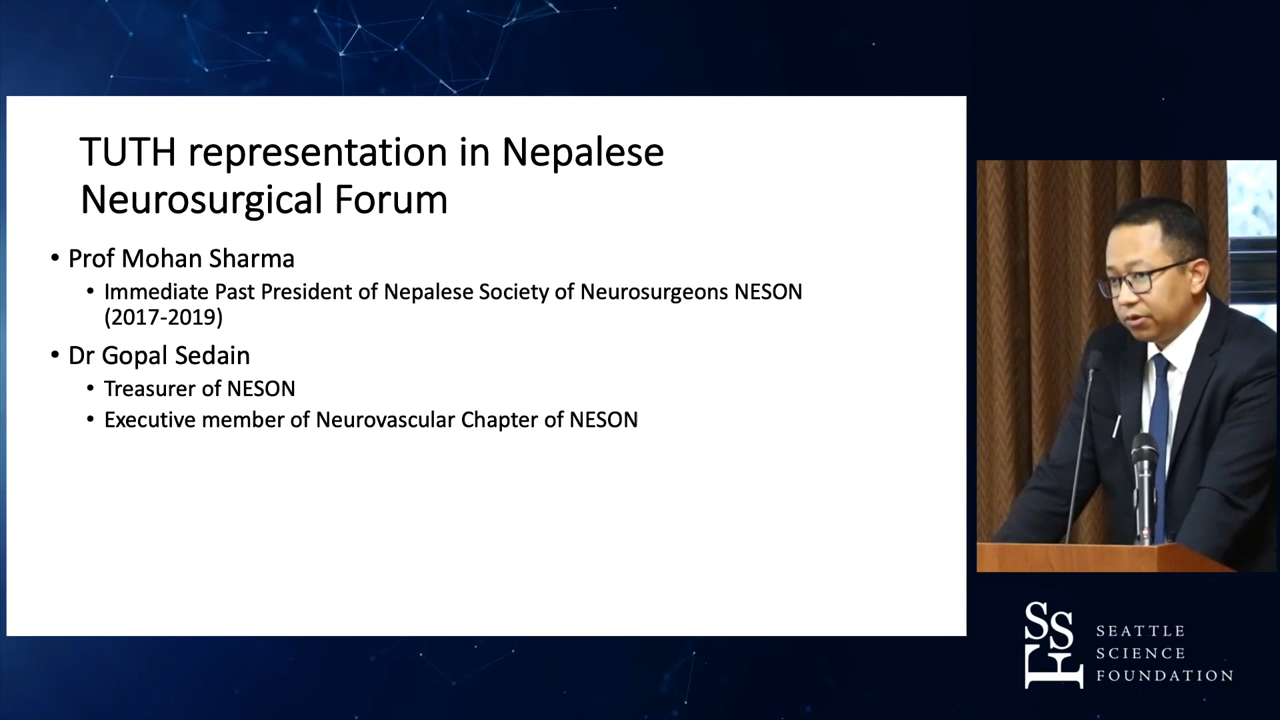 TUTH representation in Nepalese
Neurosurgical Forum
• Prof Mohan Sharma
• Immediate Past President of Nepalese Society of Neurosurgeons NESON
(2017-2019)
• Dr Gopal Sedain
• Treasurer of NESON
• Executive member of Neurovascular Chapter of NESON
SSF
SEATTLE
SCIENCE
FOUNDATION